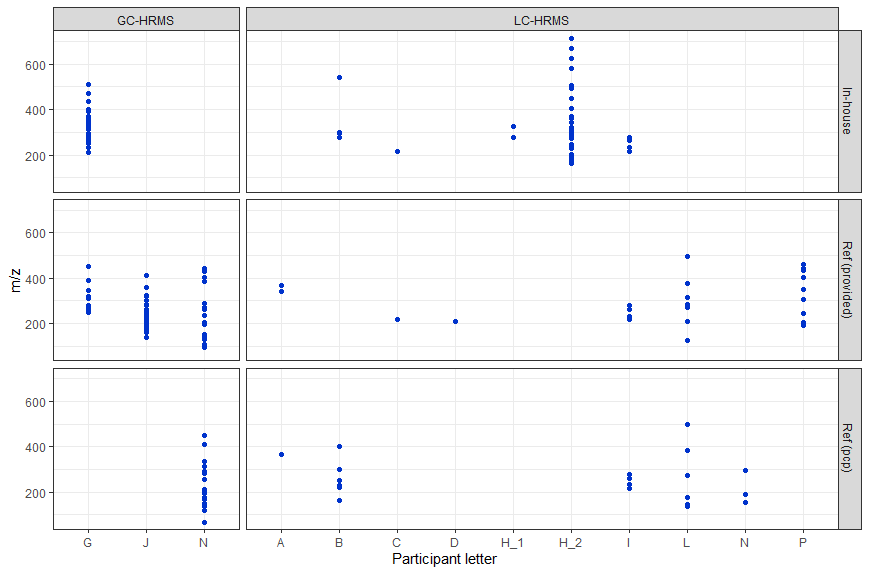 GC-HRMS LC-HRMS
600
400
200
In-house
600
400
200
Ref (provided)
600
400
200
Ref (pcp)
m/z
G J N A B C D H_1 H_2 I L N P
Participant letter